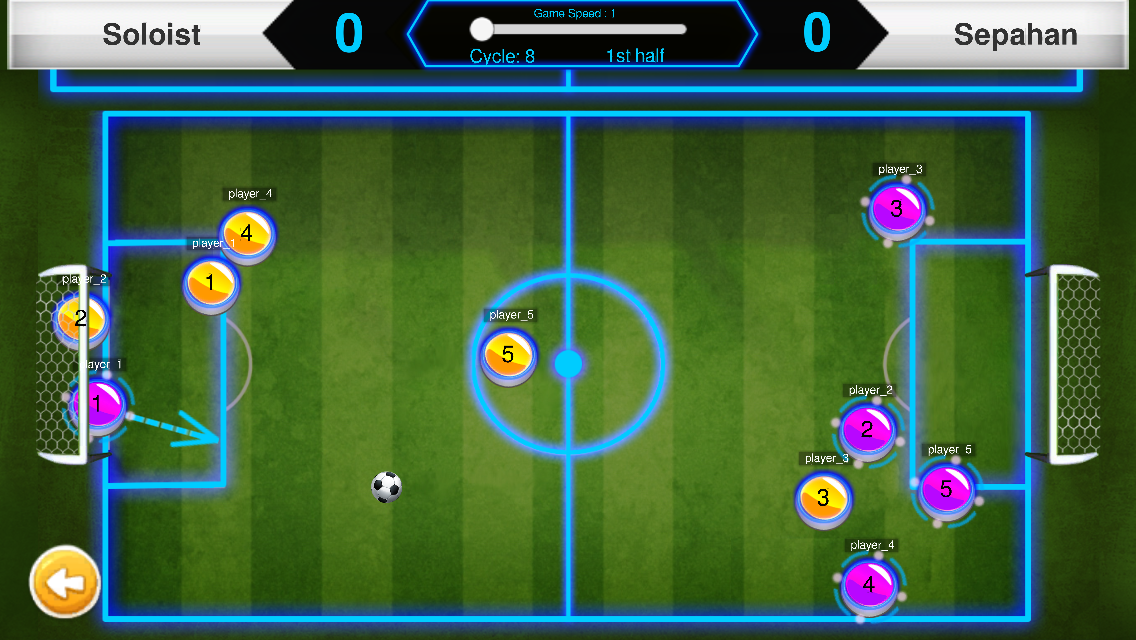 Soloist
0
Game Speed : 1
Cycle: 8
1st half
0
Sepahan
player_3
3
player_4
4
player_1
1
player_2
2
player_5
5
layer_1
1
player_2
2
player_3
3
player_5
5
player_4
4